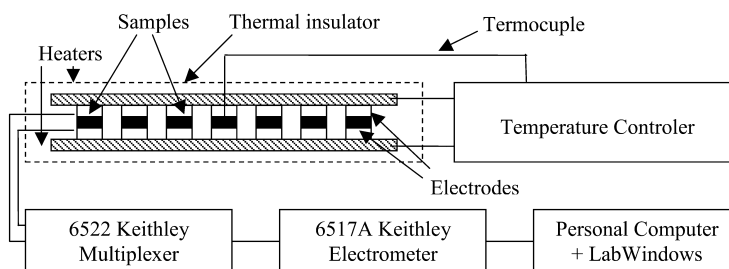 Samples
Thermal insulator
Termocuple
Heaters
Temperature Controler
Electrodes
6522 Keithley
Multiplexer
6517A Keithley
Electrometer
Personal Computer
+ LabWindows